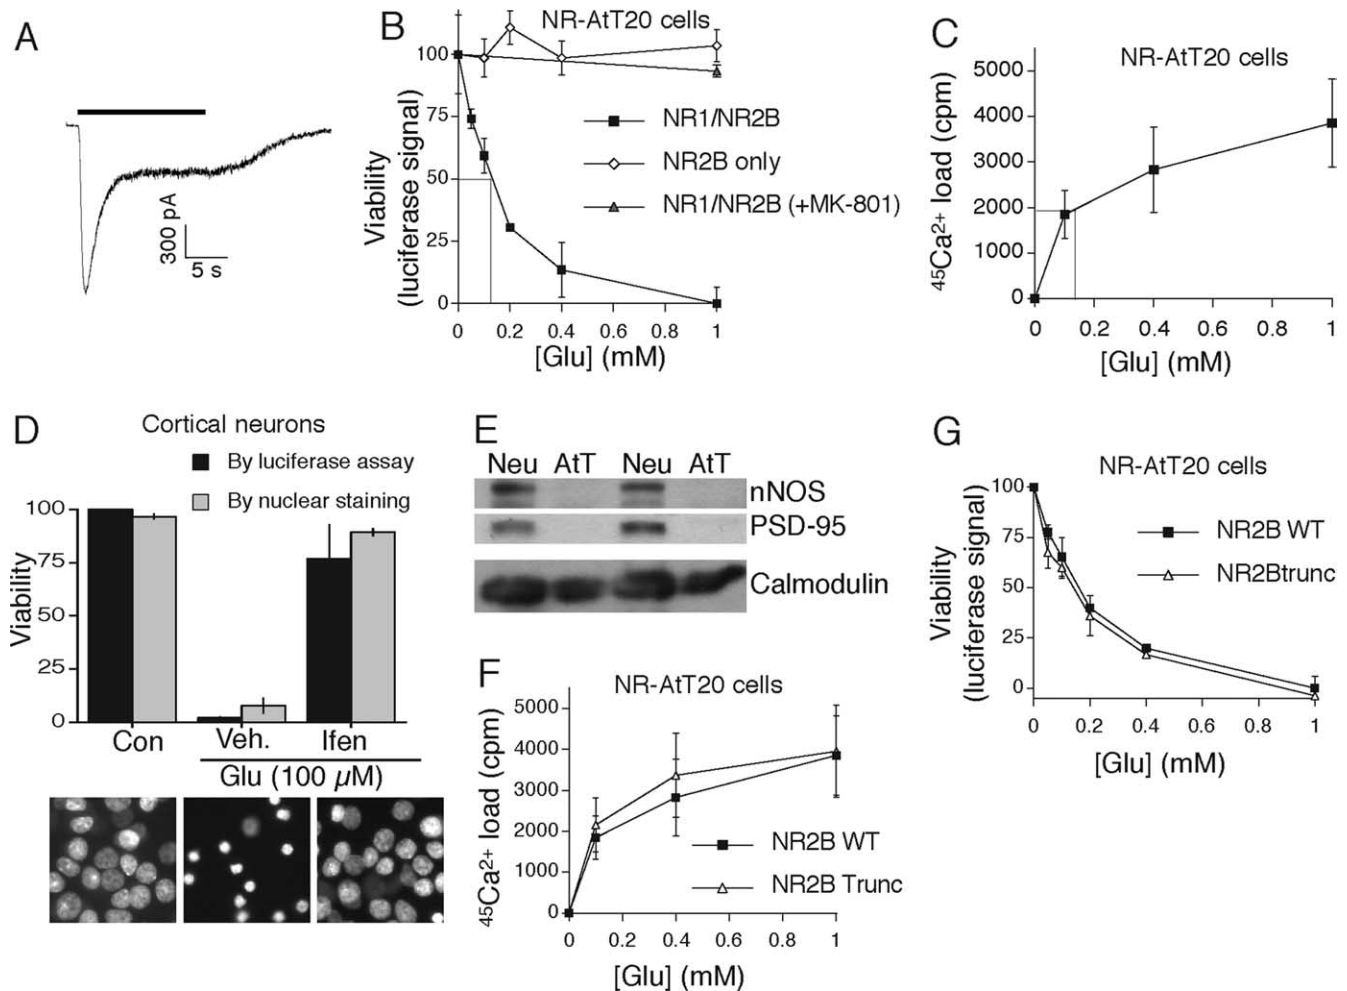 A
300 pA
5 s
B
NR-AtT20 cells
Viability
(luciferase signal)
100
75
50
25
0
NR1/NR2B
NR2B only
NR1/NR2B (+MK-801)
0 0.2 0.4 0.6 0.8 1
[Glu] (mM)
C
NR-AtT20 cells
45Ca2+ load (cpm)
5000
4000
3000
2000
1000
0
0 0.2 0.4 0.6 0.8 1
[Glu] (mM)
D
Cortical neurons
By luciferase assay
By nuclear staining
Viability
100
75
50
25
0
Con Veh. Ifen
Glu (100 µM)
E
Neu AtT Neu AtT
nNOS
PSD-95
Calmodulin
F
NR-AtT20 cells
45Ca2+ load (cpm)
5000
4000
3000
2000
1000
0
NR2B WT
NR2B Trunc
0 0.2 0.4 0.6 0.8 1
[Glu] (mM)
G
NR-AtT20 cells
Viability
(luciferase signal)
100
75
50
25
0
NR2B WT
NR2Btrunc
0 0.2 0.4 0.6 0.8 1
[Glu] (mM)